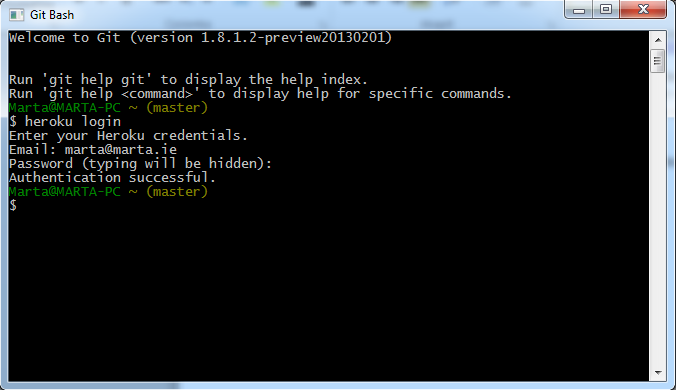 Git Bash
Welcome to Git (version 1.8.1.2-preview20130201)
Run 'git help git' to display the help index.
Run 'git help <command>' to display help for specific commands.
Marta@MARTA-PC ~ (master)
$ heroku login
Enter your Heroku credentials.
Email: marta@marta.ie
Password (typing will be hidden):
Authentication successful.
Marta@MARTA-PC ~ (master)
$